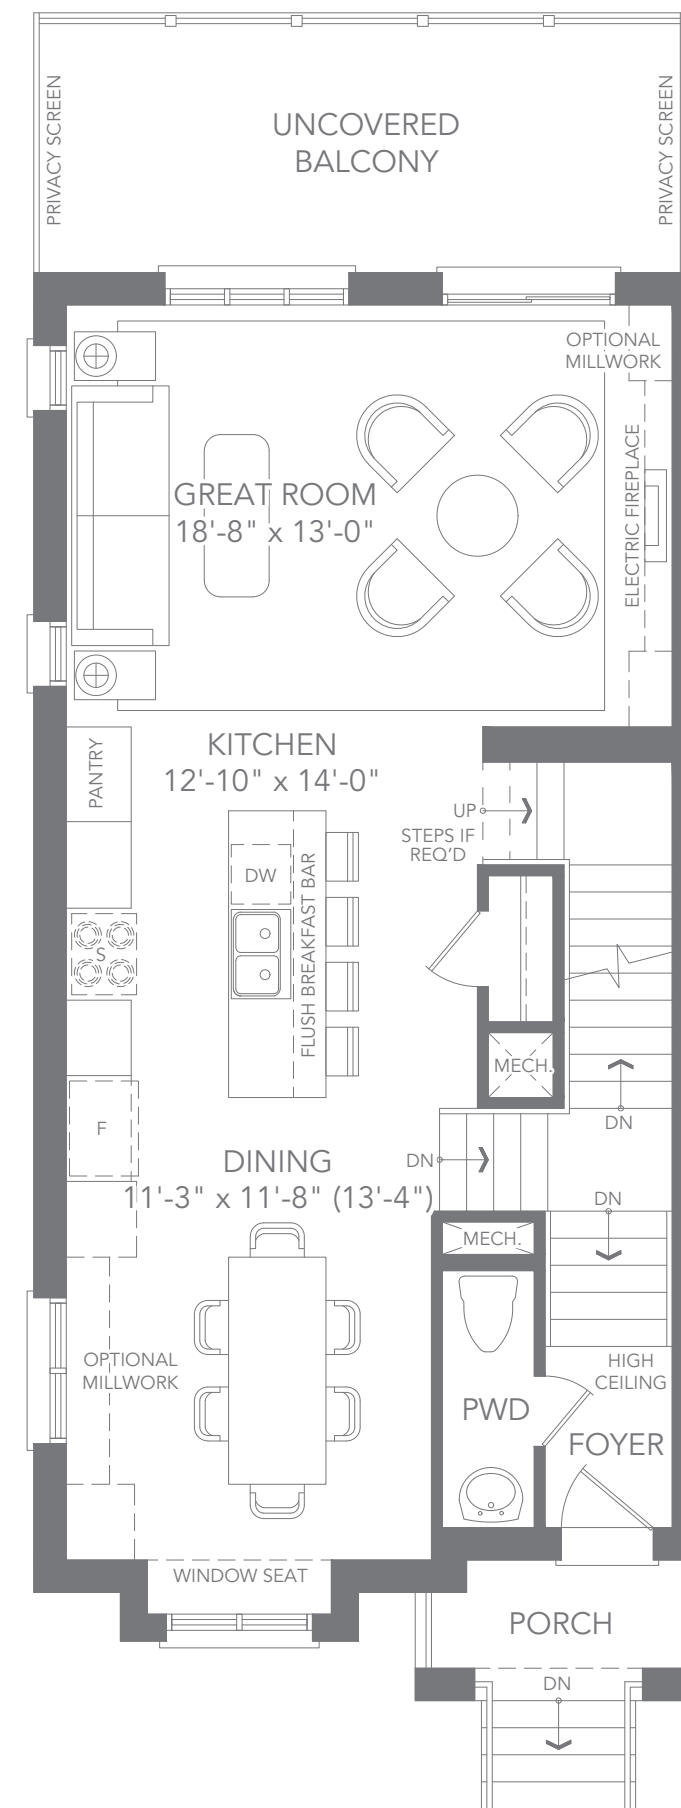 PRIVACY SCREEN
UNCOVERED
BALCONY
PRIVACY SCREEN
OPTIONAL
MILLWORK
ELECTRIC FIREPLACE
GREAT ROOM
18'-8" x 13'-0"
KITCHEN
12'-10" x 14'-0"
PANTRY
UP
STEPS IF
REQ'D
DW
FLUSH BREAKFAST BAR
S
MECH.
F
DN
DINING
11'-3" x 11'-8" (13'-4")
DN
DN
MECH.
OPTIONAL
MILLWORK
HIGH
CEILING
PWD
FOYER
WINDOW SEAT
PORCH
DN